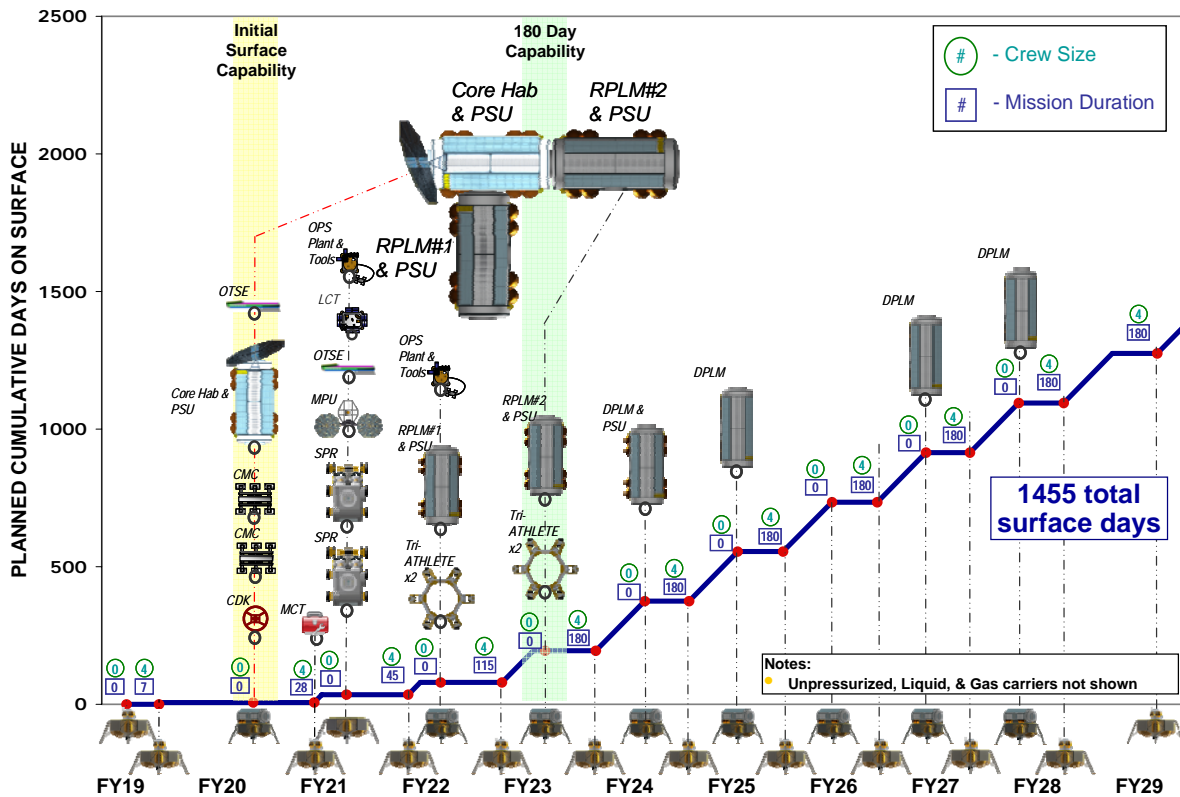 PLANNED CUMULATIVE DAYS ON SURFACE
2500
2000
1500
1000
500
0
Initial
Surface
Capability
180 Day
Capability
# - Crew Size
# - Mission Duration
Core Hab
& PSU
RPLM#2
& PSU
RPLM#1
& PSU
OTSE
Core Hab &
PSU
CMC
CMC
CDK
OPS
Plant &
Tools
LCT
OTSE
MPU
SPR
SPR
MCT
OPS
Plant &
Tools
RPLM#1
& PSU
Tri-
ATHLETE
x2
RPLM#2
& PSU
Tri-
ATHLETE
x2
DPLM &
PSU
DPLM
DPLM
DPLM
0
0
4
7
0
0
4
28
0
0
4
45
0
0
4
115
0
0
4
180
0
0
4
180
0
0
4
180
0
0
4
180
0
0
4
180
0
0
4
180
4
180
1455 total
surface days
Notes:
Unpressurized, Liquid, & Gas carriers not shown
FY19 FY20 FY21 FY22 FY23 FY24 FY25 FY26 FY27 FY28 FY29